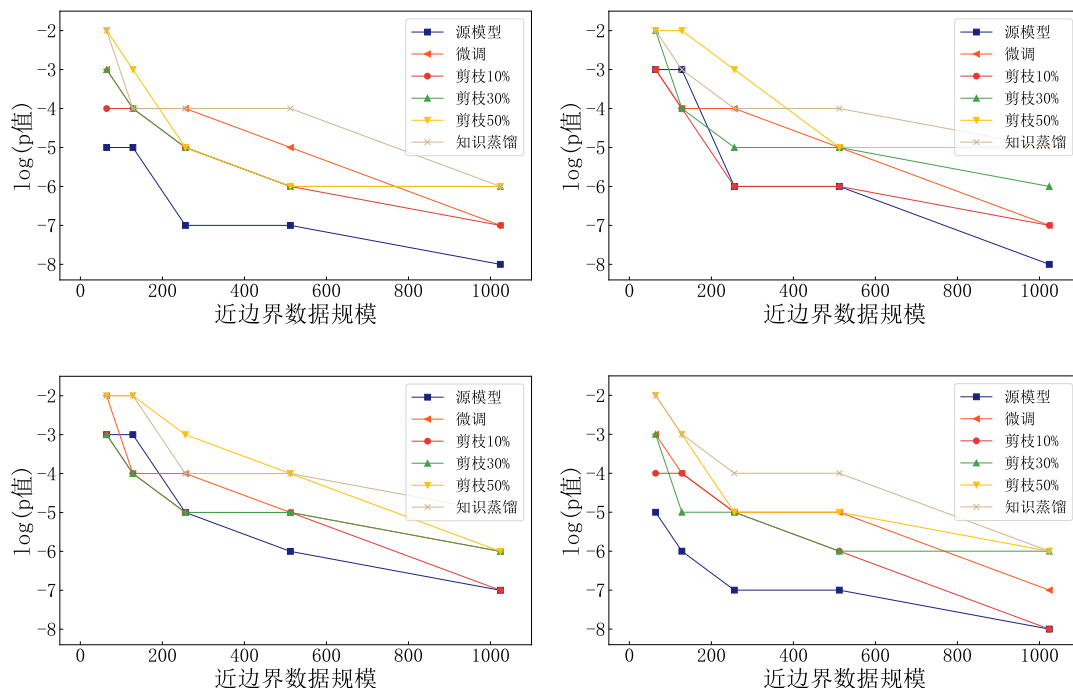 -2
-3
-4
-5
-6
-7
-8
log(p值)
0
200
400
600
800
1000
近边界数据规模
源模型
微调
剪枝10%
剪枝30%
剪枝50%
知识蒸馏
-2
-3
-4
-5
-6
-7
-8
log(p值)
0
200
400
600
800
1000
近边界数据规模
源模型
微调
剪枝10%
剪枝30%
剪枝50%
知识蒸馏
-2
-3
-4
-5
-6
-7
-8
log(p值)
0
200
400
600
800
1000
近边界数据规模
源模型
微调
剪枝10%
剪枝30%
剪枝50%
知识蒸馏
-2
-3
-4
-5
-6
-7
-8
log(p值)
0
200
400
600
800
1000
近边界数据规模
源模型
微调
剪枝10%
剪枝30%
剪枝50%
知识蒸馏